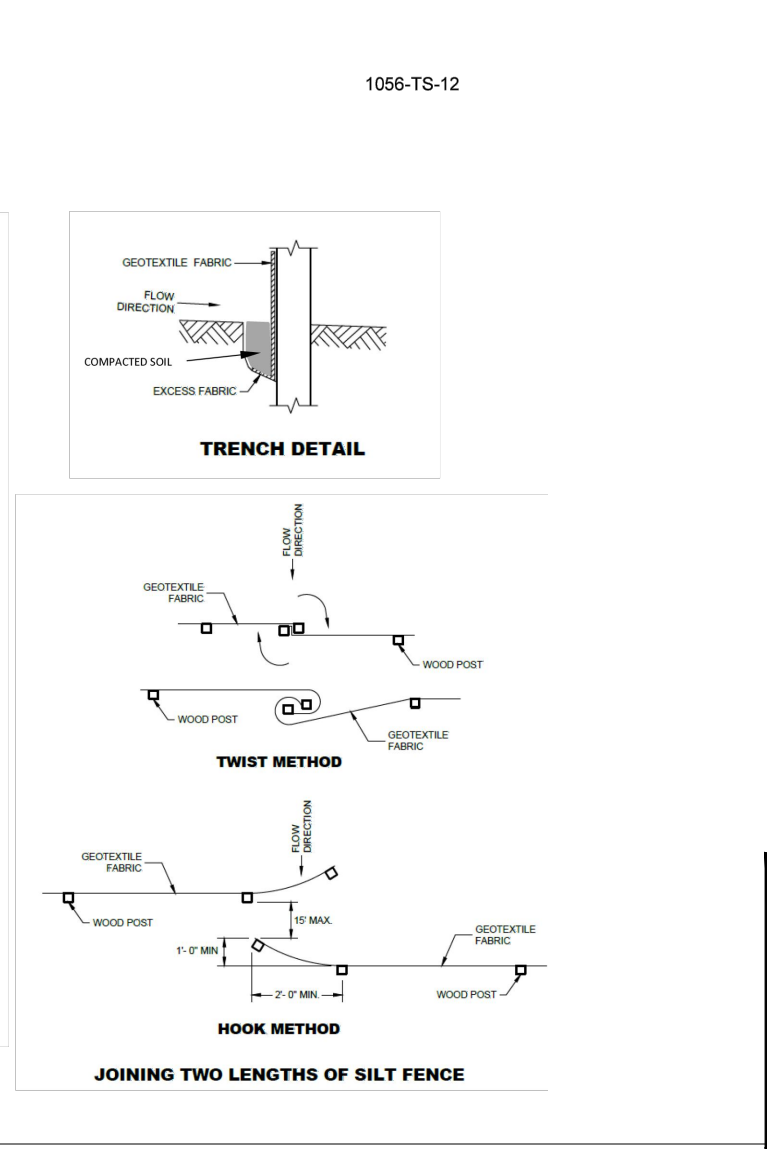 1056-TS-12
GEOTEXTILE FABRIC
FLOW
DIRECTION
COMPACTED SOIL
EXCESS FABRIC
TRENCH DETAIL
FLOW
DIRECTION
GEOTEXTILE
FABRIC
WOOD POST
WOOD POST
GEOTEXTILE
FABRIC
TWIST METHOD
FLOW
DIRECTION
GEOTEXTILE
FABRIC
WOOD POST
15' MAX.
GEOTEXTILE
FABRIC
1'- 0" MIN
2'- 0" MIN.
WOOD POST
HOOK METHOD
JOINING TWO LENGTHS OF SILT FENCE